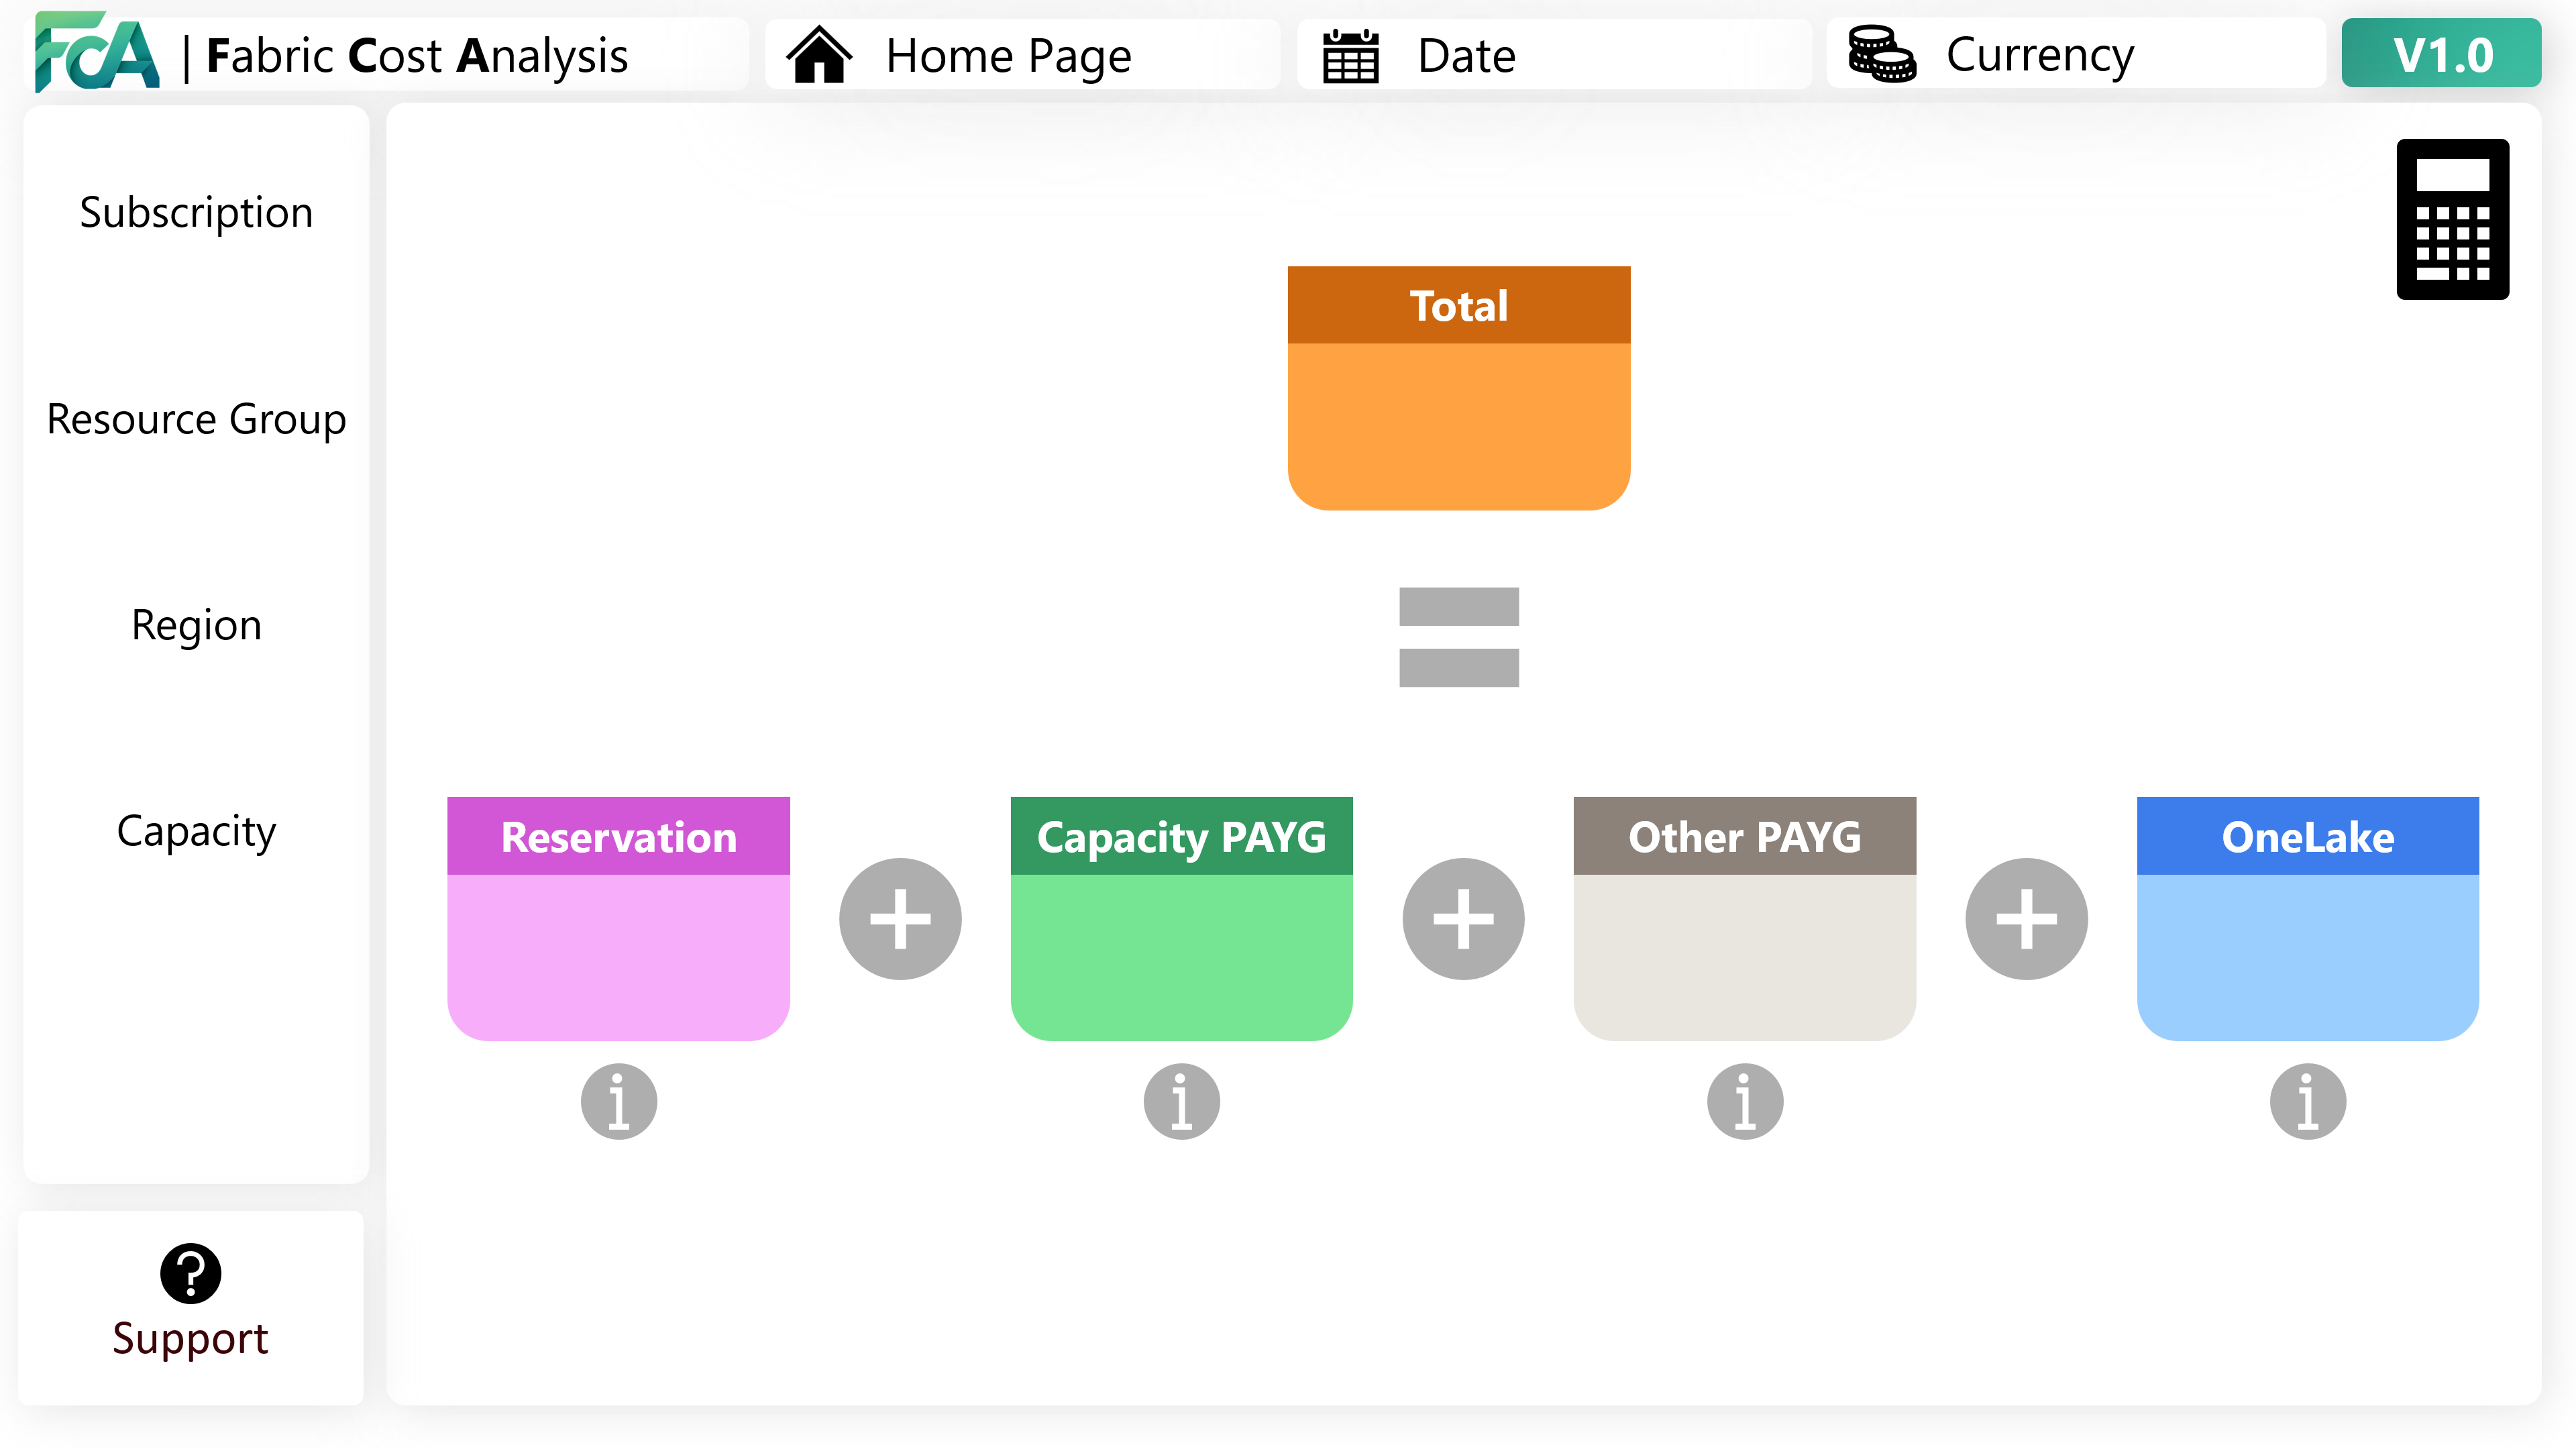 FCA | Fabric Cost Analysis
Home Page
Date
Currency
V1.0
Subscription
Resource Group
Region
Capacity
Support
Total
=
Reservation
+
Capacity PAYG
+
Other PAYG
+
OneLake
i
i
i
i